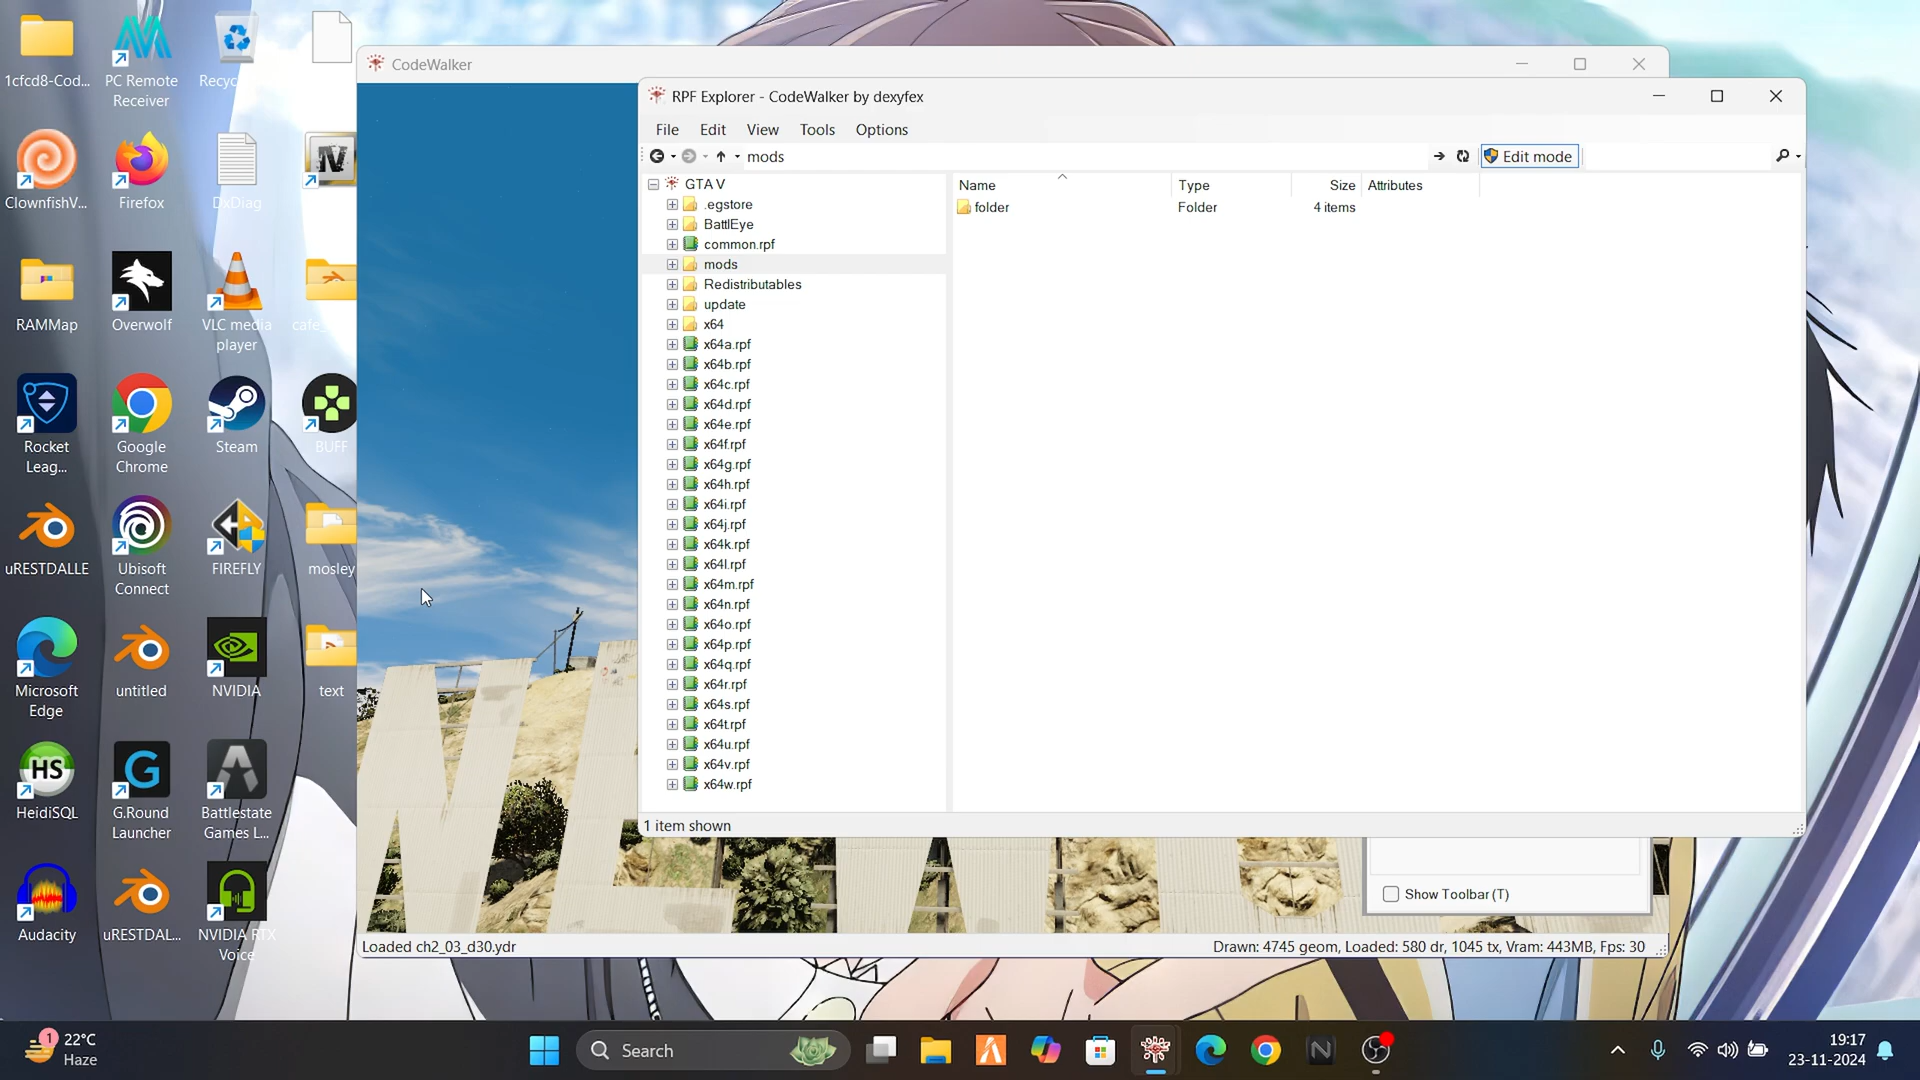 1cfcd8-Cod...
PC Remote
Receiver
Recyc
ClownfishV...
Firefox
DxDiag
RAMMap
Overwolf
VLC media
player
cafe_
Rocket
Leag...
Google
Chrome
Steam
BUFF
uRESTDALLE
Ubisoft
Connect
FIREFLY
mosley
Microsoft
Edge
untitled
NVIDIA
text
HS
HeidiSQL
G.Round
Launcher
Battlestate
Games L...
Audacity
uRESTDAL...
NVIDIA RTX
Voice
IV
CodeWalker
RPF Explorer - CodeWalker by dexyfex
File Edit View Tools Options
mods
Edit mode
GTA V
.egstore
BattlEye
common.rpf
mods
Redistributables
update
x64
x64a.rpf
x64b.rpf
x64c.rpf
x64d.rpf
x64e.rpf
x64f.rpf
x64g.rpf
x64h.rpf
x64i.rpf
x64j.rpf
x64k.rpf
x64l.rpf
x64m.rpf
x64n.rpf
x64o.rpf
x64p.rpf
x64q.rpf
x64r.rpf
x64s.rpf
x64t.rpf
x64u.rpf
x64v.rpf
x64w.rpf
Name Type Size Attributes
folder Folder 4 items
1 item shown
Show Toolbar (T)
Loaded ch2_03_d30.ydr
Drawn: 4745 geom, Loaded: 580 dr, 1045 tx, Vram: 443MB, Fps: 30
1
22°C
Haze
Search
19:17
23-11-2024